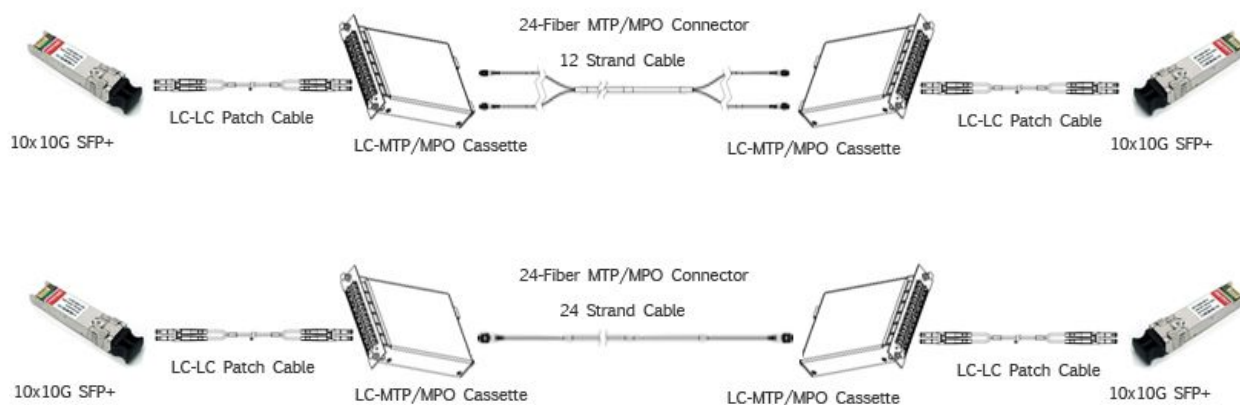 24-Fiber MTP/MPO Connector
12 Strand Cable
LC-LC Patch Cable
LC-LC Patch Cable
10x10G SFP+
LC-MTP/MPO Cassette
LC-MTP/MPO Cassette
10x10G SFP+
24-Fiber MTP/MPO Connector
24 Strand Cable
LC-LC Patch Cable
LC-LC Patch Cable
10x10G SFP+
LC-MTP/MPO Cassette
LC-MTP/MPO Cassette
10x10G SFP+